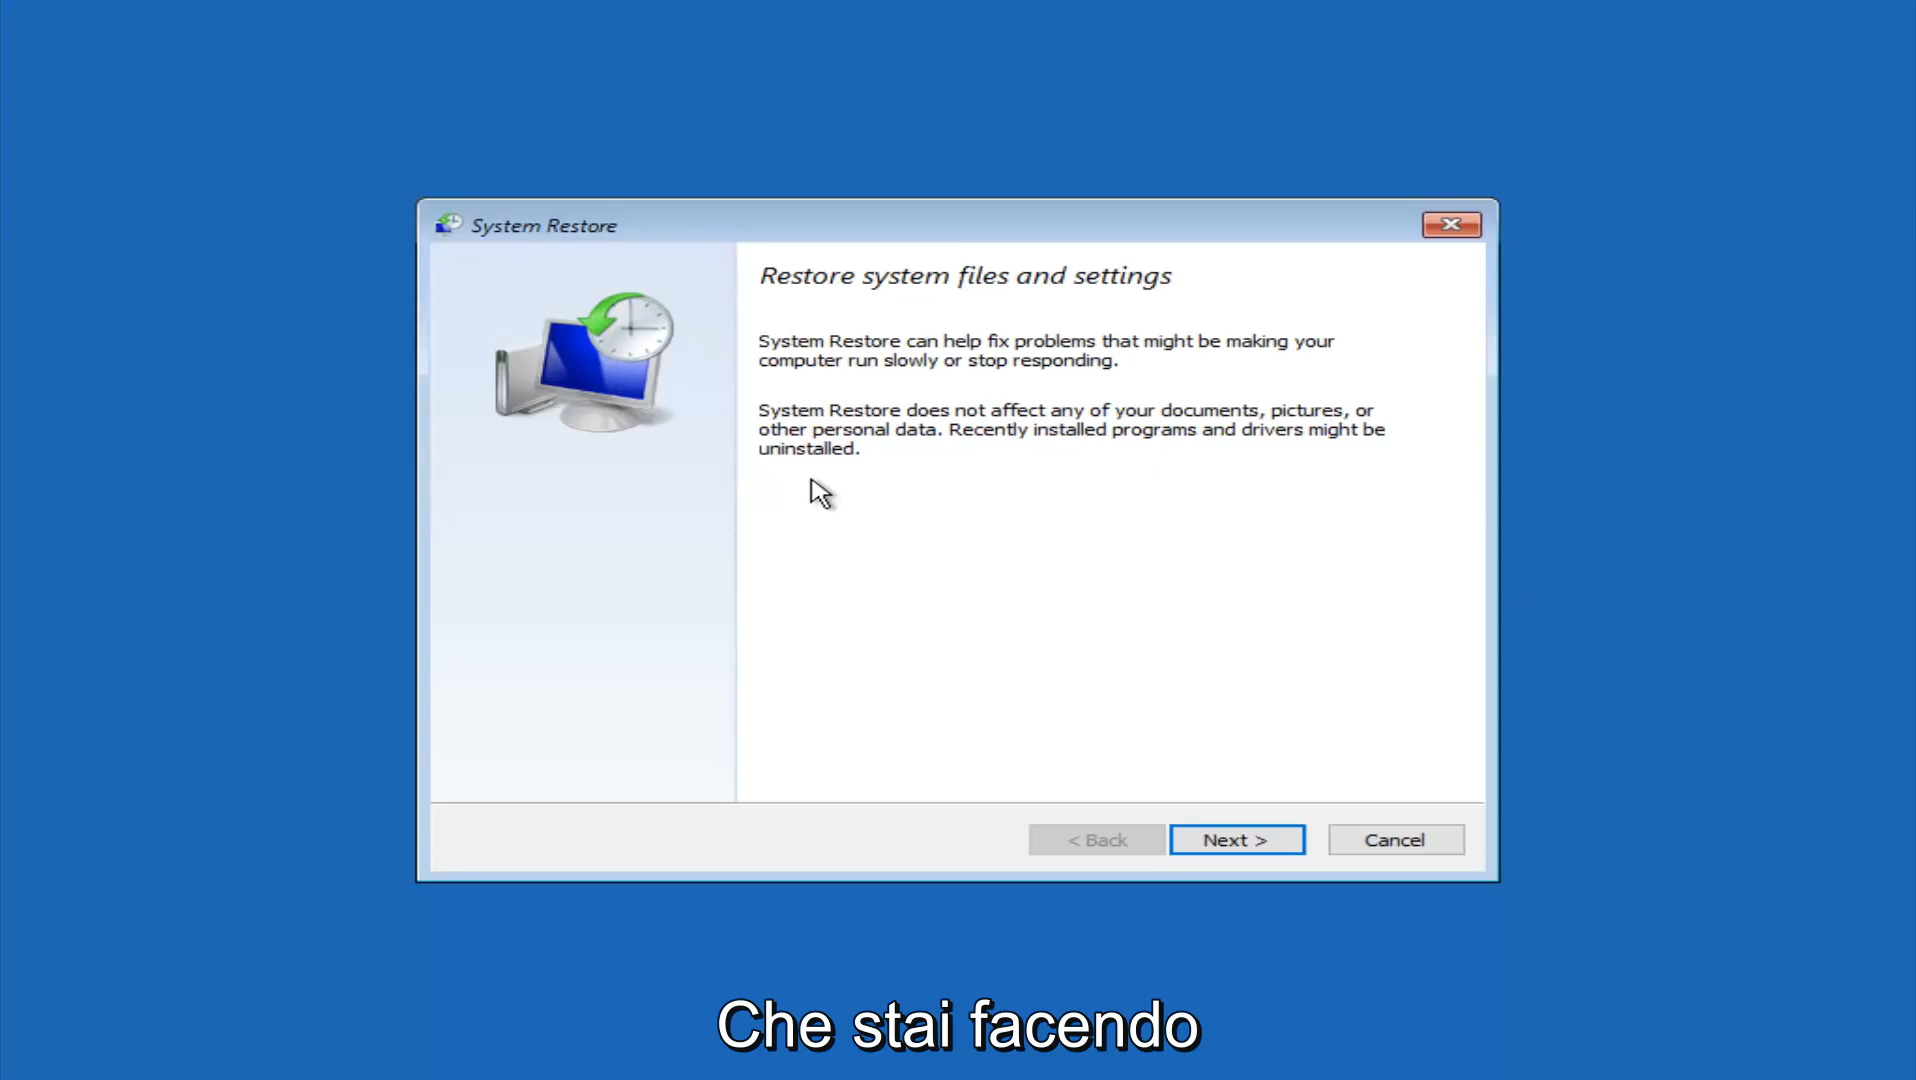 System Restore
Restore system files and settings
System Restore can help fix problems that might be making your
computer run slowly or stop responding.
System Restore does not affect any of your documents, pictures, or
other personal data. Recently installed programs and drivers might be
uninstalled.
< Back
Next >
Cancel
Che stai facendo